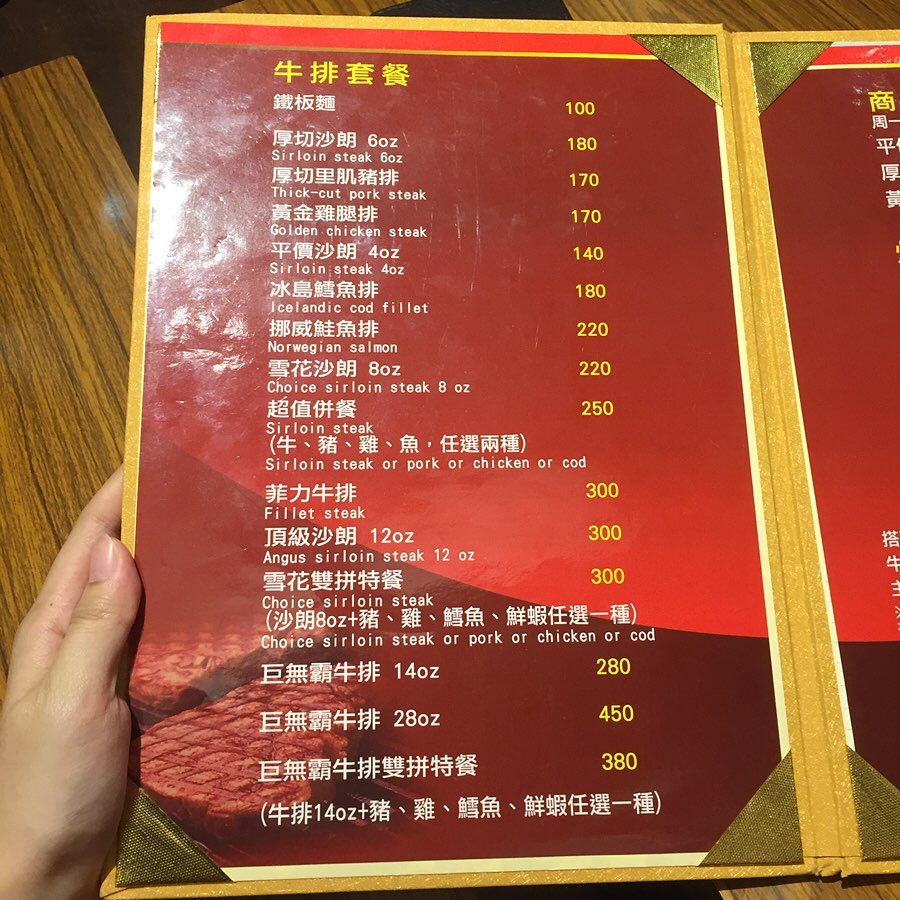 牛排套餐
鐵板麵 100
厚切沙朗 6oz 180
Sirloin steak 6oz
厚切里肌豬排 170
Thick-cut pork steak
黃金雞腿排 170
Golden chicken steak
平價沙朗 4oz 140
Sirloin steak 4oz
冰島鱈魚排 180
Icelandic cod fillet
挪威鮭魚排 220
Norwegian salmon
雪花沙朗 8oz 220
Choice sirloin steak 8 oz
超值併餐 250
Sirloin steak
(牛、豬、雞、魚，任選兩種)
Sirloin steak or pork or chicken or cod
菲力牛排 300
Fillet steak
頂級沙朗 12oz 300
Angus sirloin steak 12 oz
雪花雙拼特餐 300
Choice sirloin steak
(沙朗8oz+豬、雞、鱈魚、鮮蝦任選一種)
Choice sirloin steak or pork or chicken or cod
巨無霸牛排 14oz 280
巨無霸牛排 28oz 450
巨無霸牛排雙拼特餐 380
(牛排14oz+豬、雞、鱈魚、鮮蝦任選一種)
商
周一
平
厚
黃
搭
牛
主